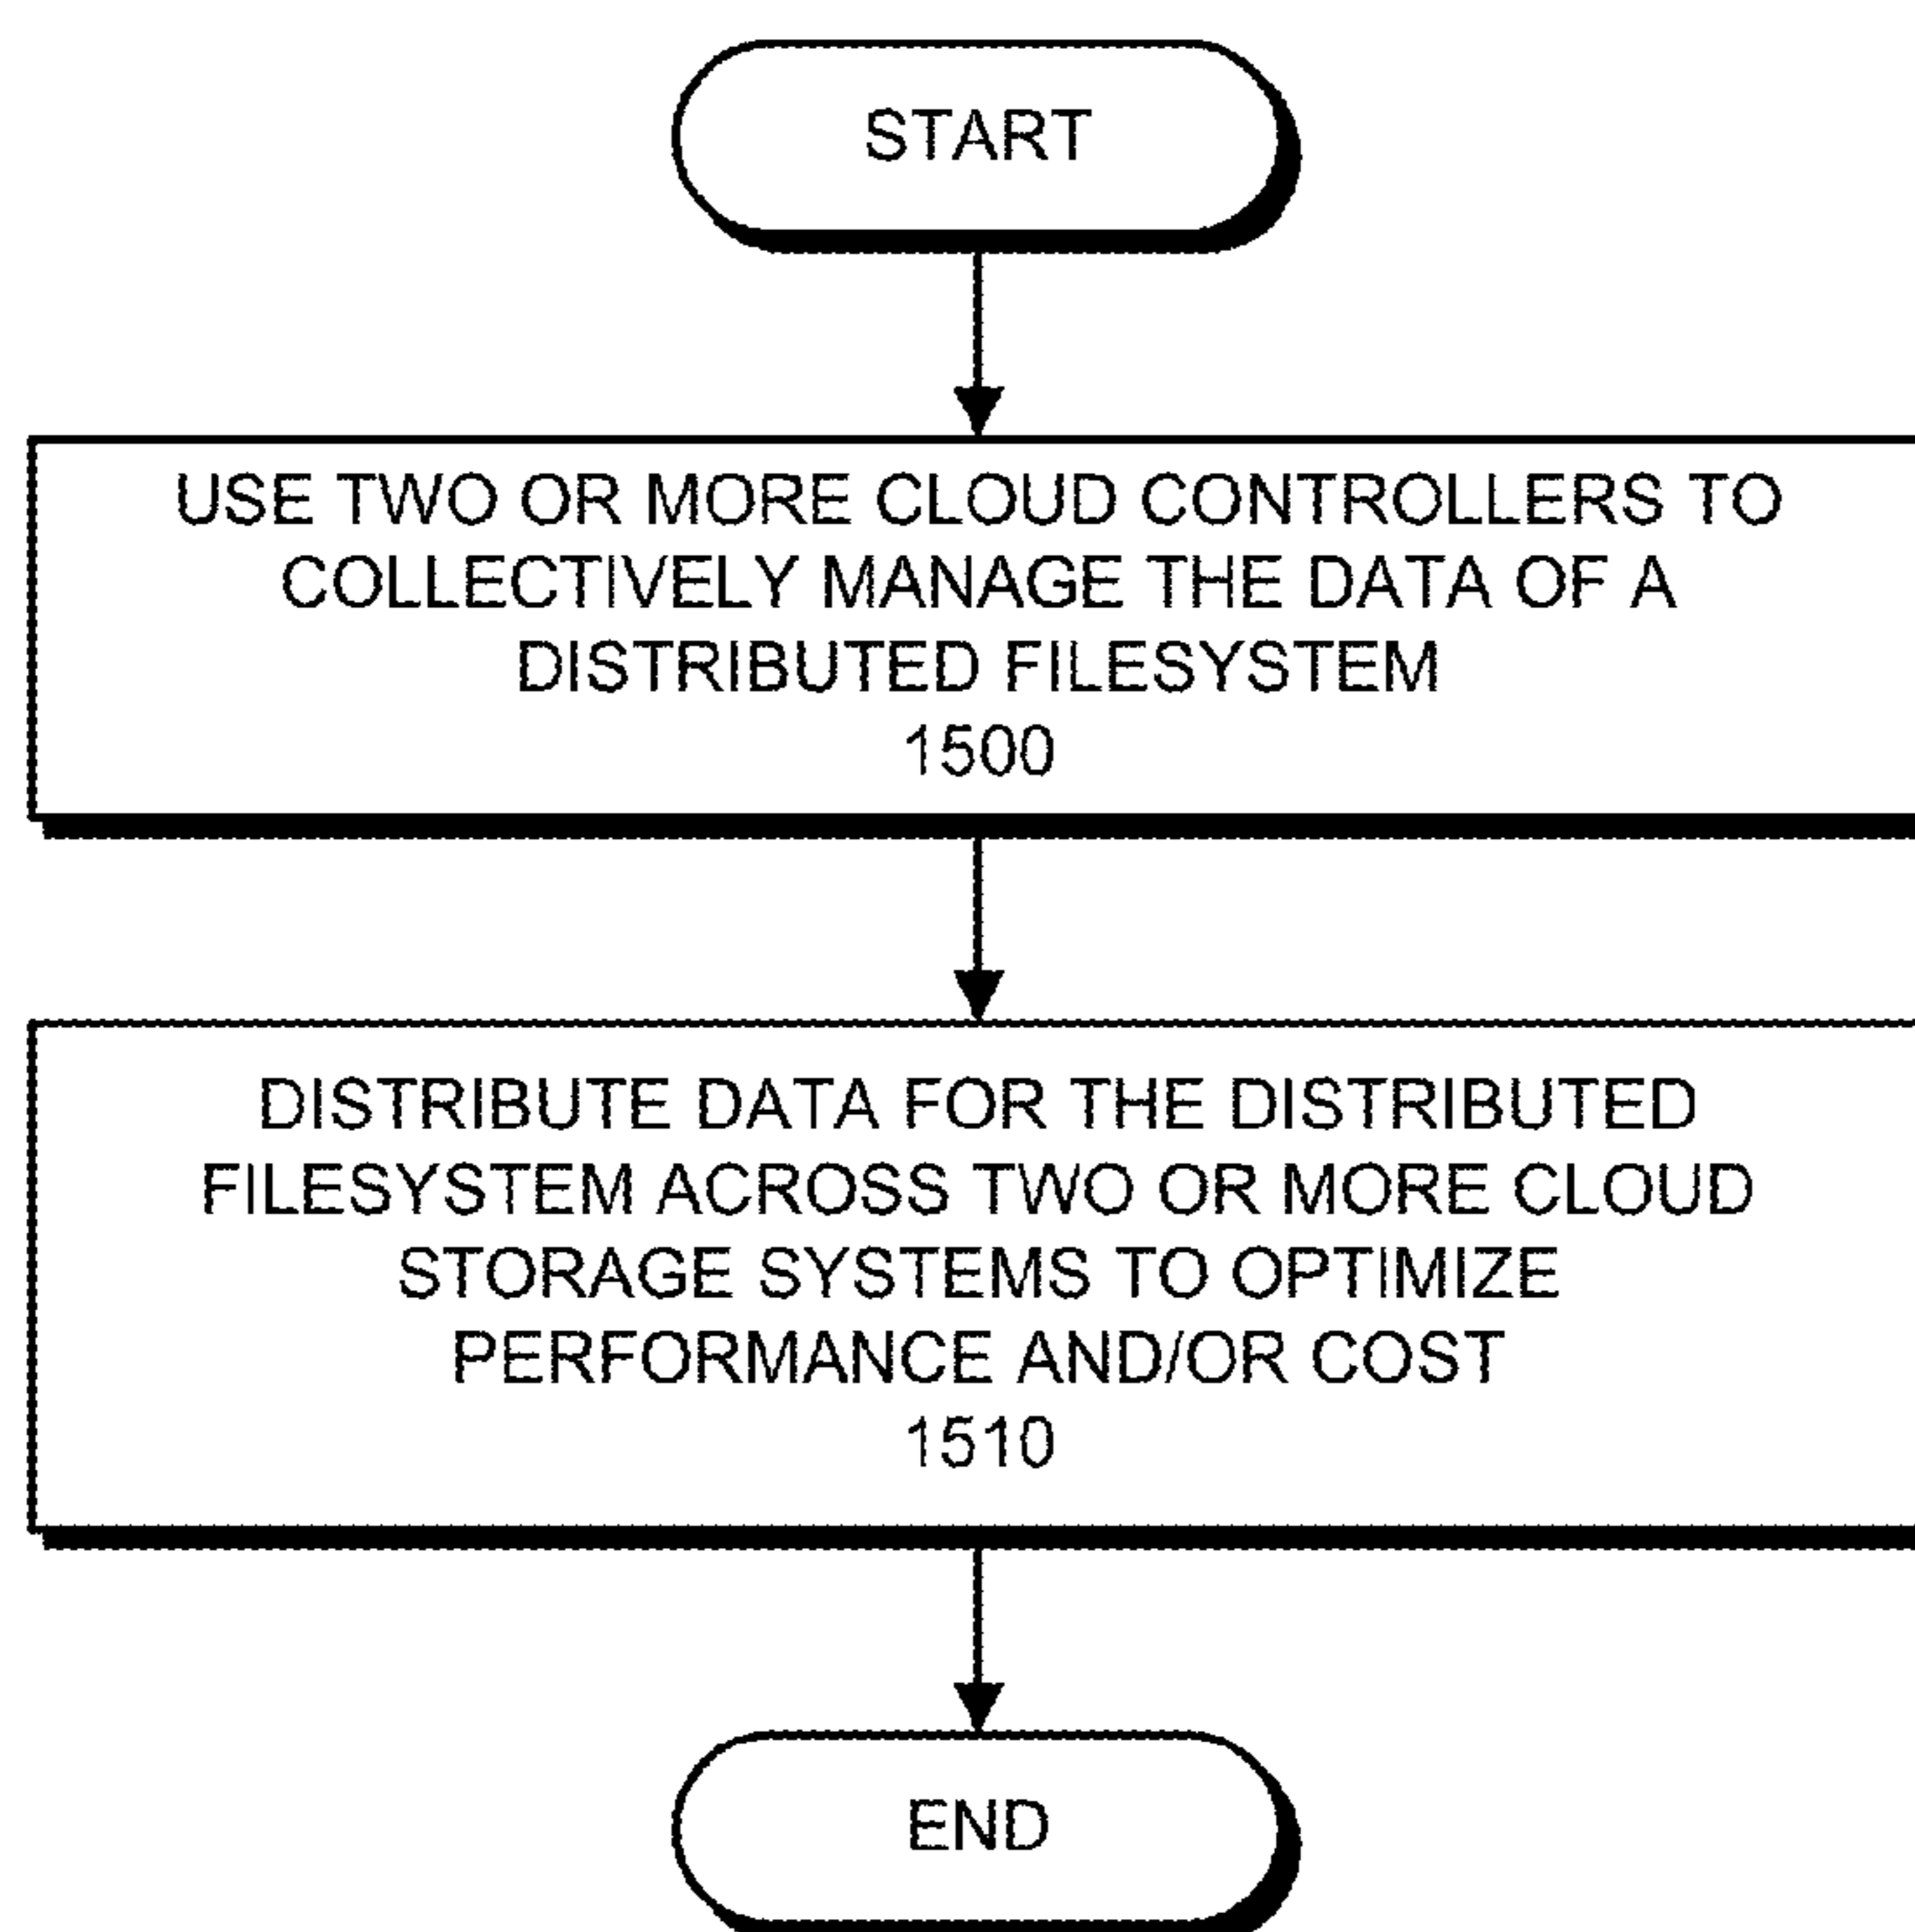 START
USE TWO OR MORE CLOUD CONTROLLERS TO
COLLECTIVELY MANAGE THE DATA OF A
DISTRIBUTED FILESYSTEM
1500
DISTRIBUTE DATA FOR THE DISTRIBUTED
FILESYSTEM ACROSS TWO OR MORE CLOUD
STORAGE SYSTEMS TO OPTIMIZE
PERFORMANCE AND/OR COST
1510
END